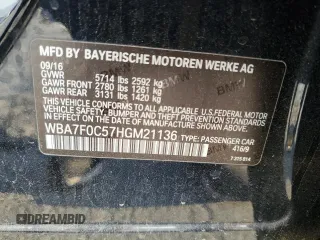 MFD BY BAYERISCHE MOTOREN WERKE AG
09/16
GVWR 5714 lbs 2592 kg
GAWR FRONT 2780 lbs 1261 kg
GAWR REAR 3131 lbs 1420 kg
THIS VEHICLE CONFORMS TO ALL APPLICABLE
U.S. FEDERAL MOTOR VEHICLE
SAFETY, BUMPER, AND THEFT PREVENTION
STANDARDS IN EFFECT ON THE DATE OF
MANUFACTURE SHOWN ABOVE.
WBA7F0C57HGM21136 TYPE: PASSENGER CAR
416/9
DREAMBID